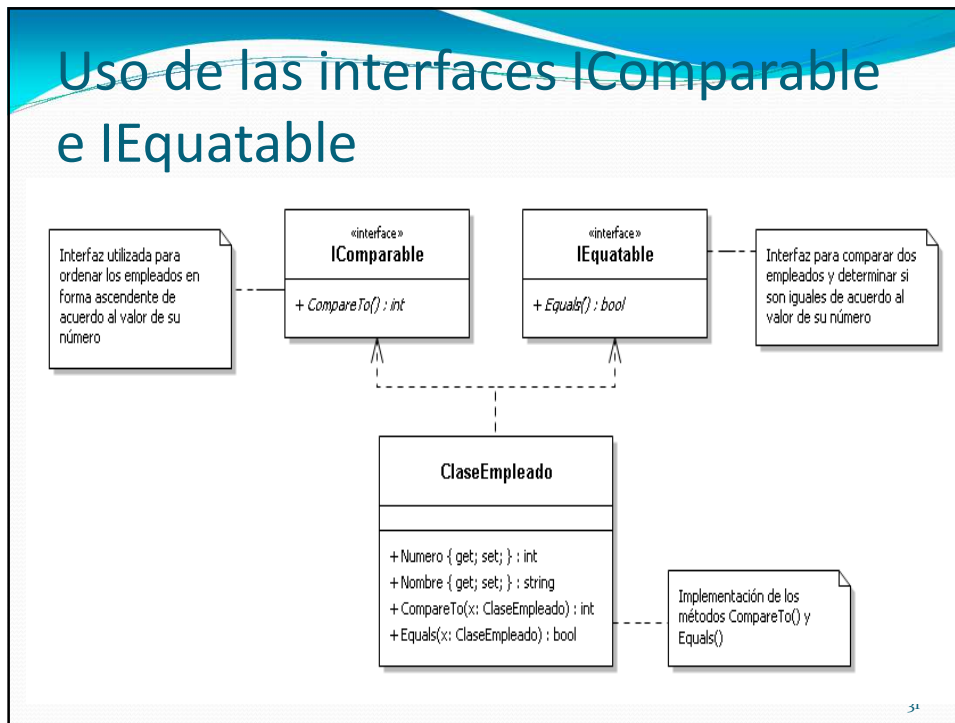 Uso de las interfaces IComparable
e IEquatable
Interfaz utilizada para
ordenar los empleados en
forma ascendente de
acuerdo al valor de su
número
«interface»
IComparable
+ CompareTo() : int
«interface»
IEquatable
+ Equals() : bool
Interfaz para comparar dos
empleados y determinar si
son iguales de acuerdo al
valor de su número
ClaseEmpleado
+ Numero { get; set; } : int
+ Nombre { get; set; } : string
+ CompareTo(x: ClaseEmpleado) : int
+ Equals(x: ClaseEmpleado) : bool
Implementación de los
métodos CompareTo() y
Equals()
31